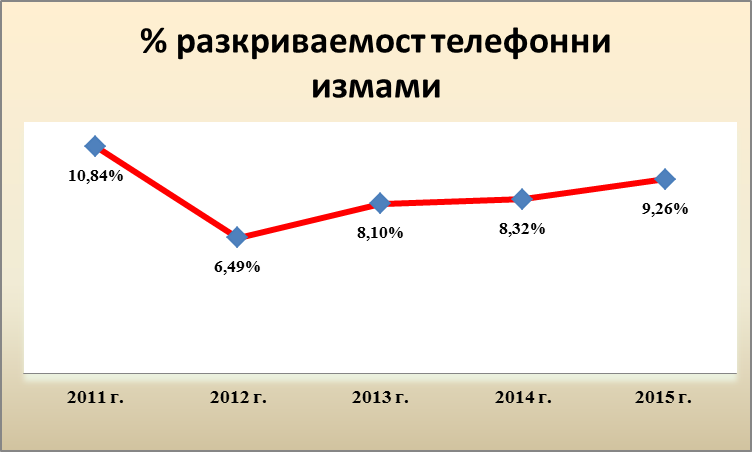 % разкриваемост телефонни
измами
10,84%
6,49%
8,10%
8,32%
9,26%
2011 г.
2012 г.
2013 г.
2014 г.
2015 г.